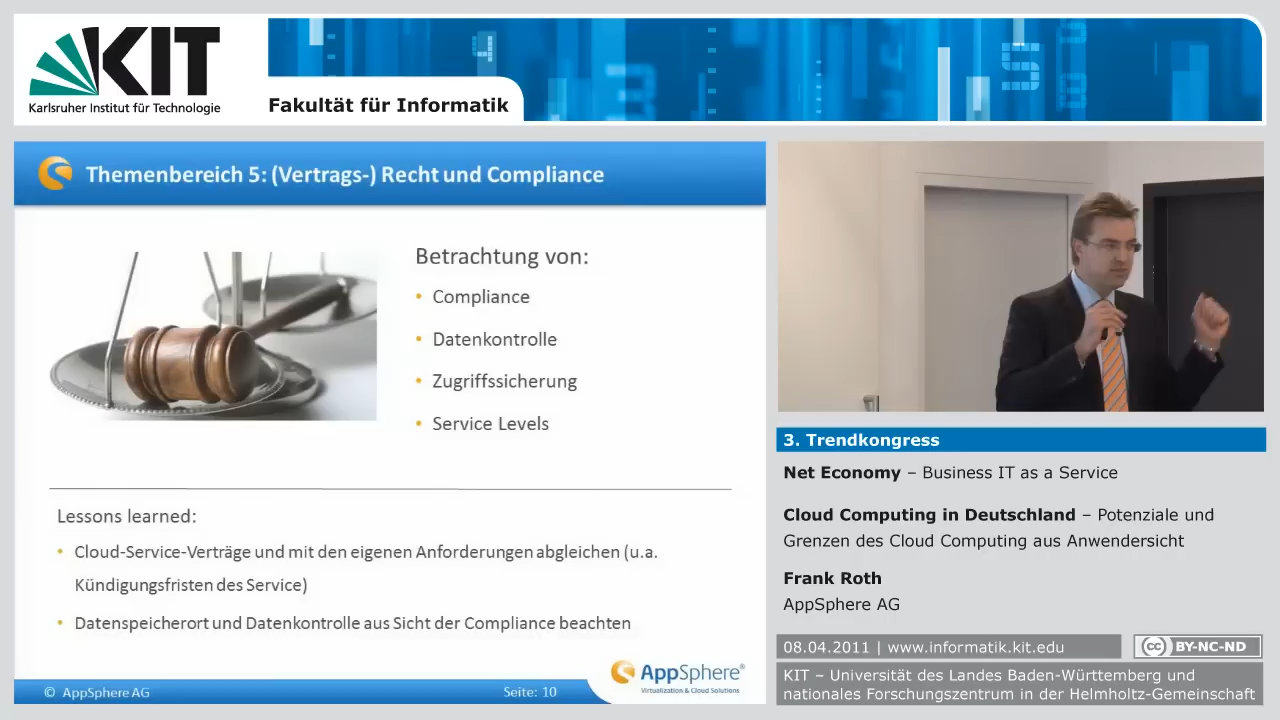 KIT
Karlsruher Institut für Technologie
Fakultät für Informatik
Themenbereich 5: (Vertrags-) Recht und Compliance
Betrachtung von:
• Compliance
• Datenkontrolle
• Zugriffssicherung
• Service Levels
Lessons learned:
• Cloud-Service-Verträge und mit den eigenen Anforderungen abgleichen (u.a.
Kündigungsfristen des Service)
• Datenspeicherort und Datenkontrolle aus Sicht der Compliance beachten
© AppSphere AG
Seite: 10
AppSphere®
Virtualization & Cloud Solutions
3. Trendkongress
Net Economy – Business IT as a Service
Cloud Computing in Deutschland – Potenziale und
Grenzen des Cloud Computing aus Anwendersicht
Frank Roth
AppSphere AG
08.04.2011 | www.informatik.kit.edu
cc BY-NC-ND
KIT – Universität des Landes Baden-Württemberg und
nationales Forschungszentrum in der Helmholtz-Gemeinschaft